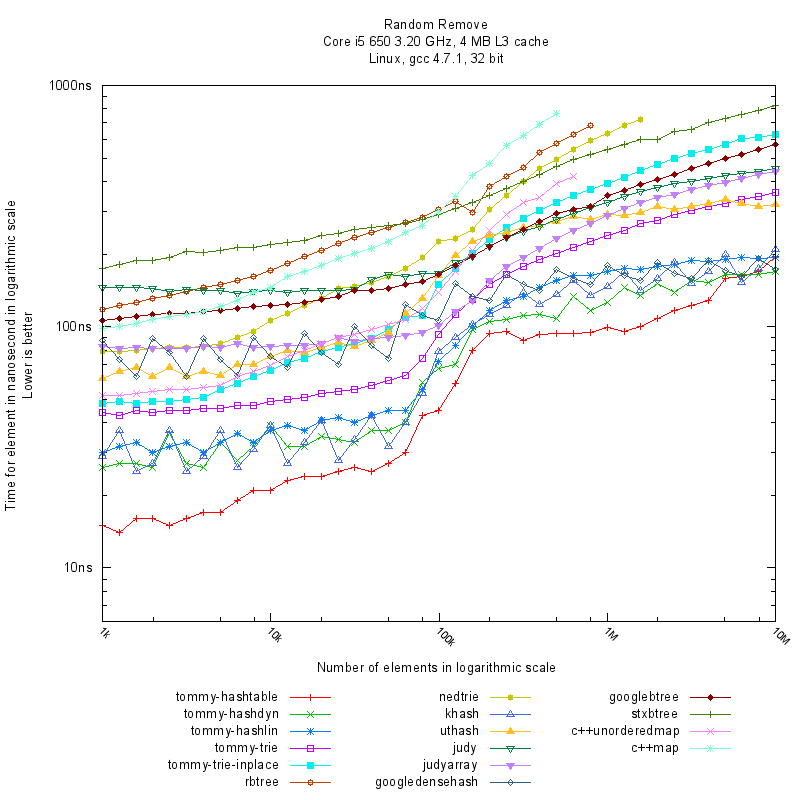 Random Remove
Core i5 650 3.20 GHz, 4 MB L3 cache
Linux, gcc 4.7.1, 32 bit
1000ns
100ns
10ns
Time for element in nanosecond in logarithmic scale
Lower is better
1k
10k
100k
1M
10M
Number of elements in logarithmic scale
tommy-hashtable
tommy-hashdyn
tommy-hashlin
tommy-trie
tommy-trie-inplace
rbtree
nedtrie
khash
uthash
judy
judyarray
googledensehash
googlebtree
stxbtree
c++unorderedmap
c++map